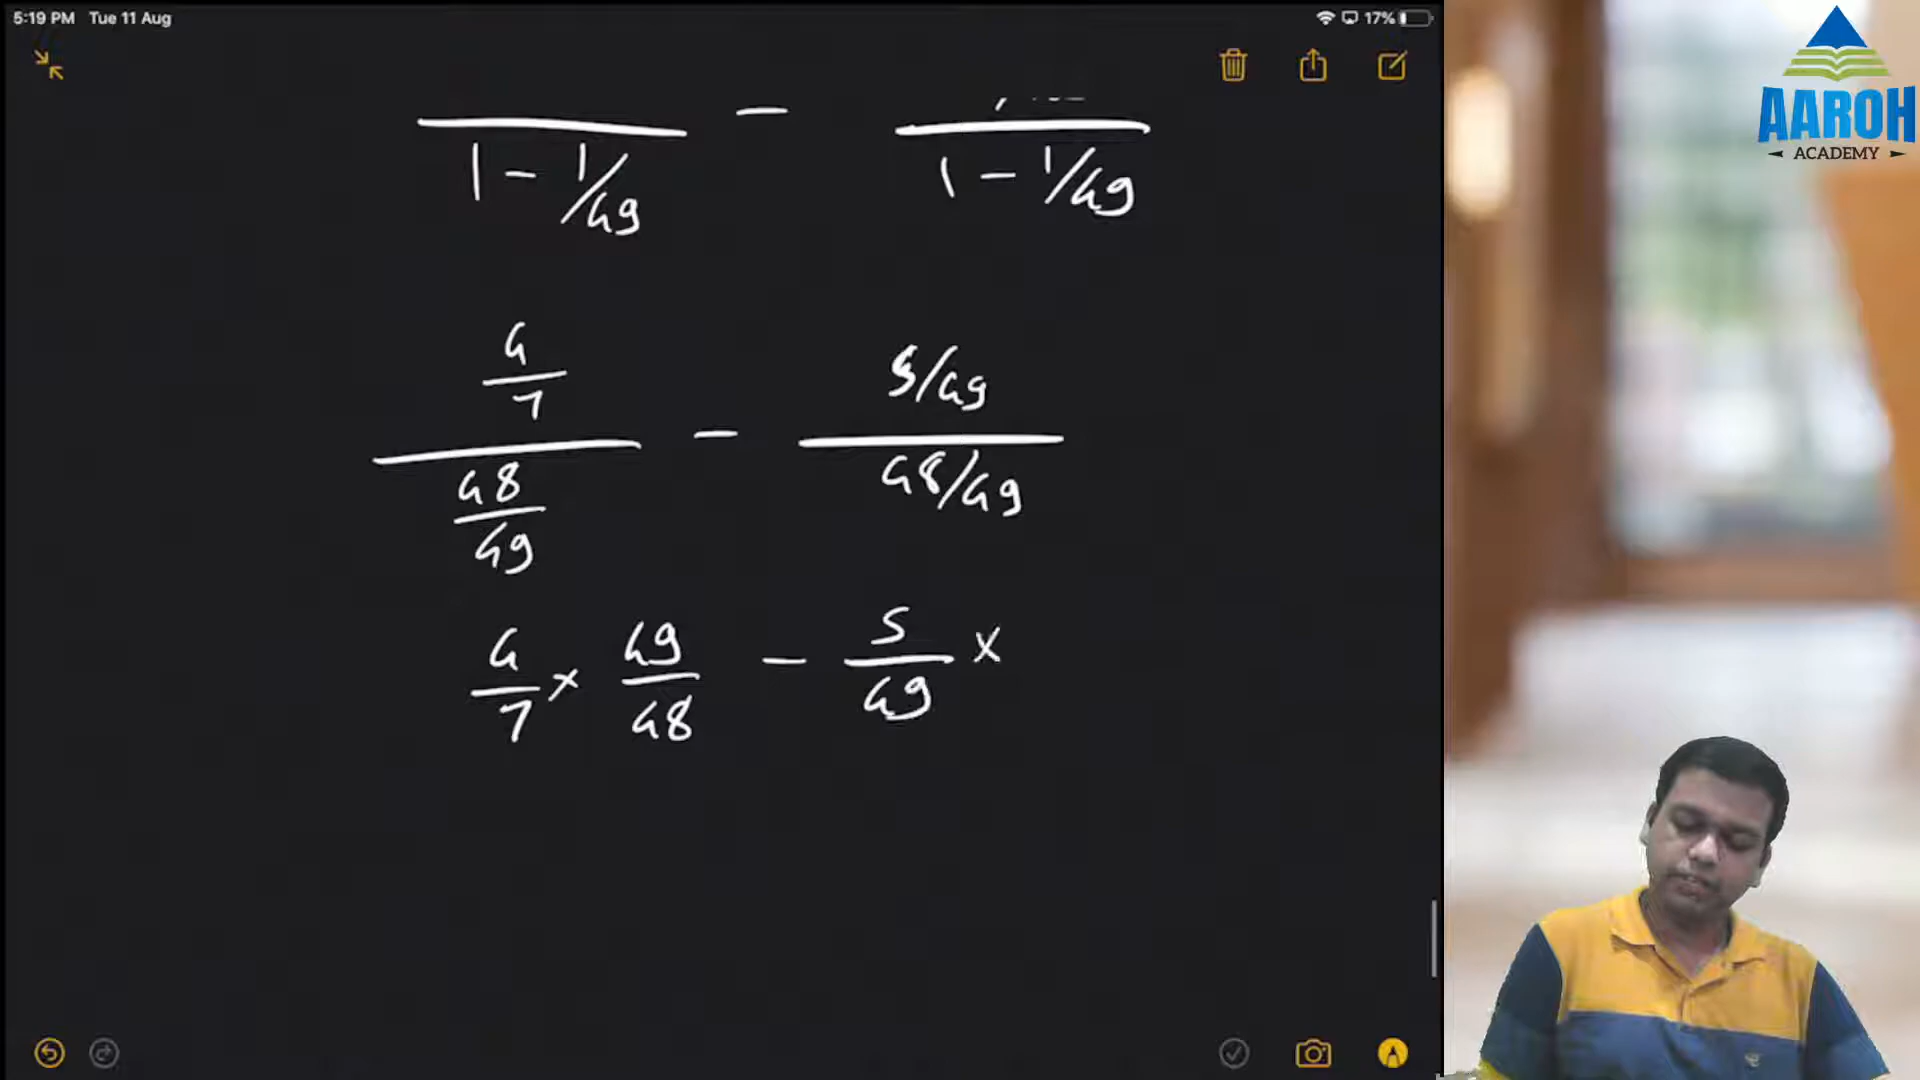 5:19 PM Tue 11 Aug
17%
AAROH
ACADEMY
—
1 - 1/49
1 - 1/49
4
7
5/49
—
48
49
48/49
4/7 x 49/48 — 5/49 x